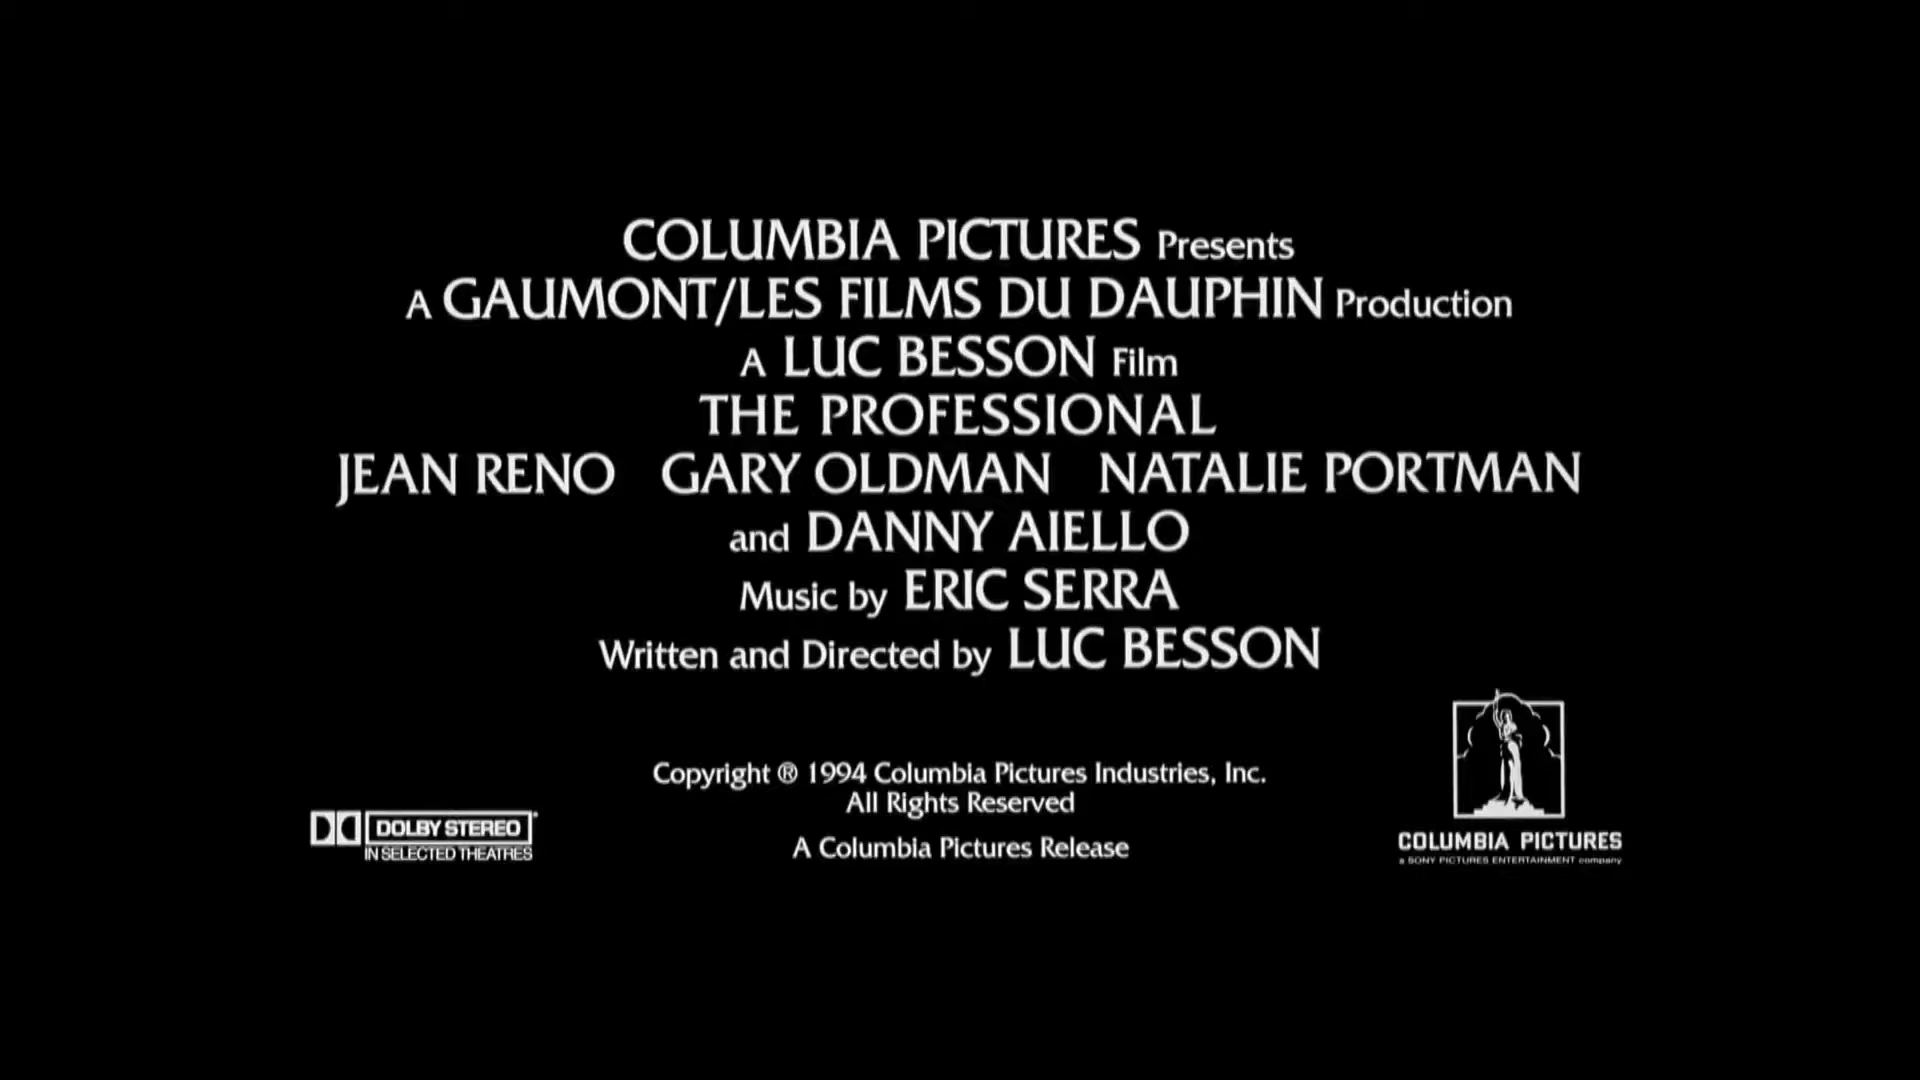 COLUMBIA PICTURES Presents
A GAUMONT/LES FILMS DU DAUPHIN Production
A LUC BESSON Film
THE PROFESSIONAL
JEAN RENO GARY OLDMAN NATALIE PORTMAN
and DANNY AIELLO
Music by ERIC SERRA
Written and Directed by LUC BESSON
Copyright ® 1994 Columbia Pictures Industries, Inc.
All Rights Reserved
A Columbia Pictures Release
DOLBY STEREO
IN SELECTED THEATRES
COLUMBIA PICTURES
a SONY PICTURES ENTERTAINMENT company